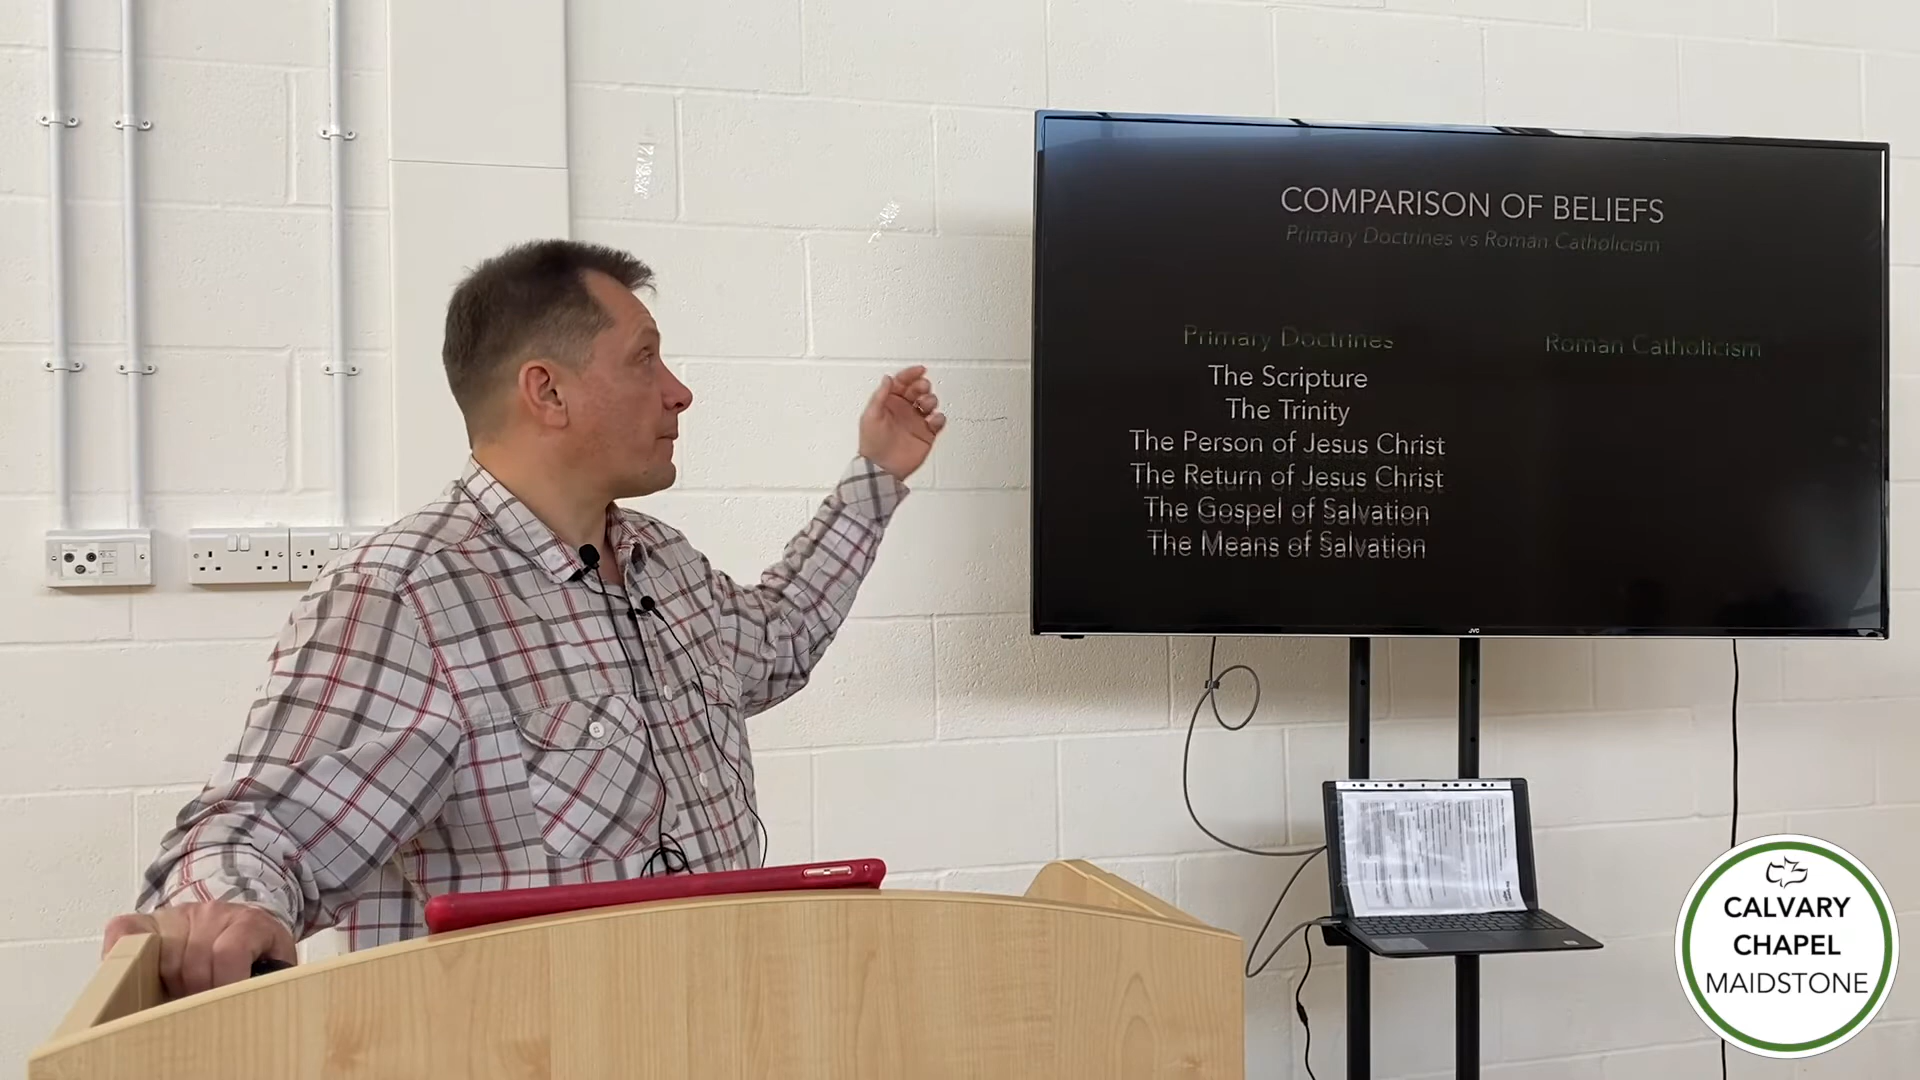 COMPARISON OF BELIEFS
Primary Doctrines vs Roman Catholicism
Primary Doctrines
Roman Catholicism
The Scripture
The Trinity
The Person of Jesus Christ
The Return of Jesus Christ
The Gospel of Salvation
The Means of Salvation
JVC
CALVARY
CHAPEL
MAIDSTONE